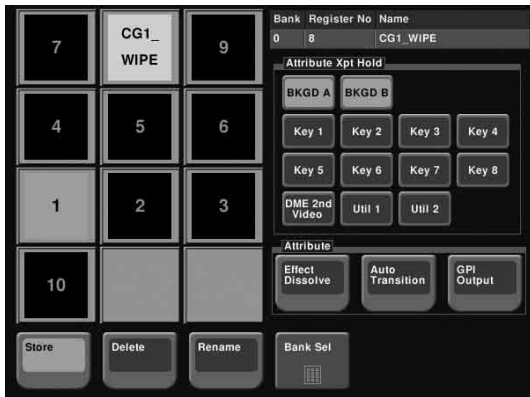 7
CG1_
WIPE
9
4
5
6
1
2
3
10
Store
Delete
Rename
Bank Sel
Bank Register No Name
0 8 CG1_WIPE
Attribute Xpt Hold
BKGD A BKGD B
Key 1 Key 2 Key 3 Key 4
Key 5 Key 6 Key 7 Key 8
DME 2nd
Video
Util 1 Util 2
Attribute
Effect
Dissolve
Auto
Transition
GPI
Output